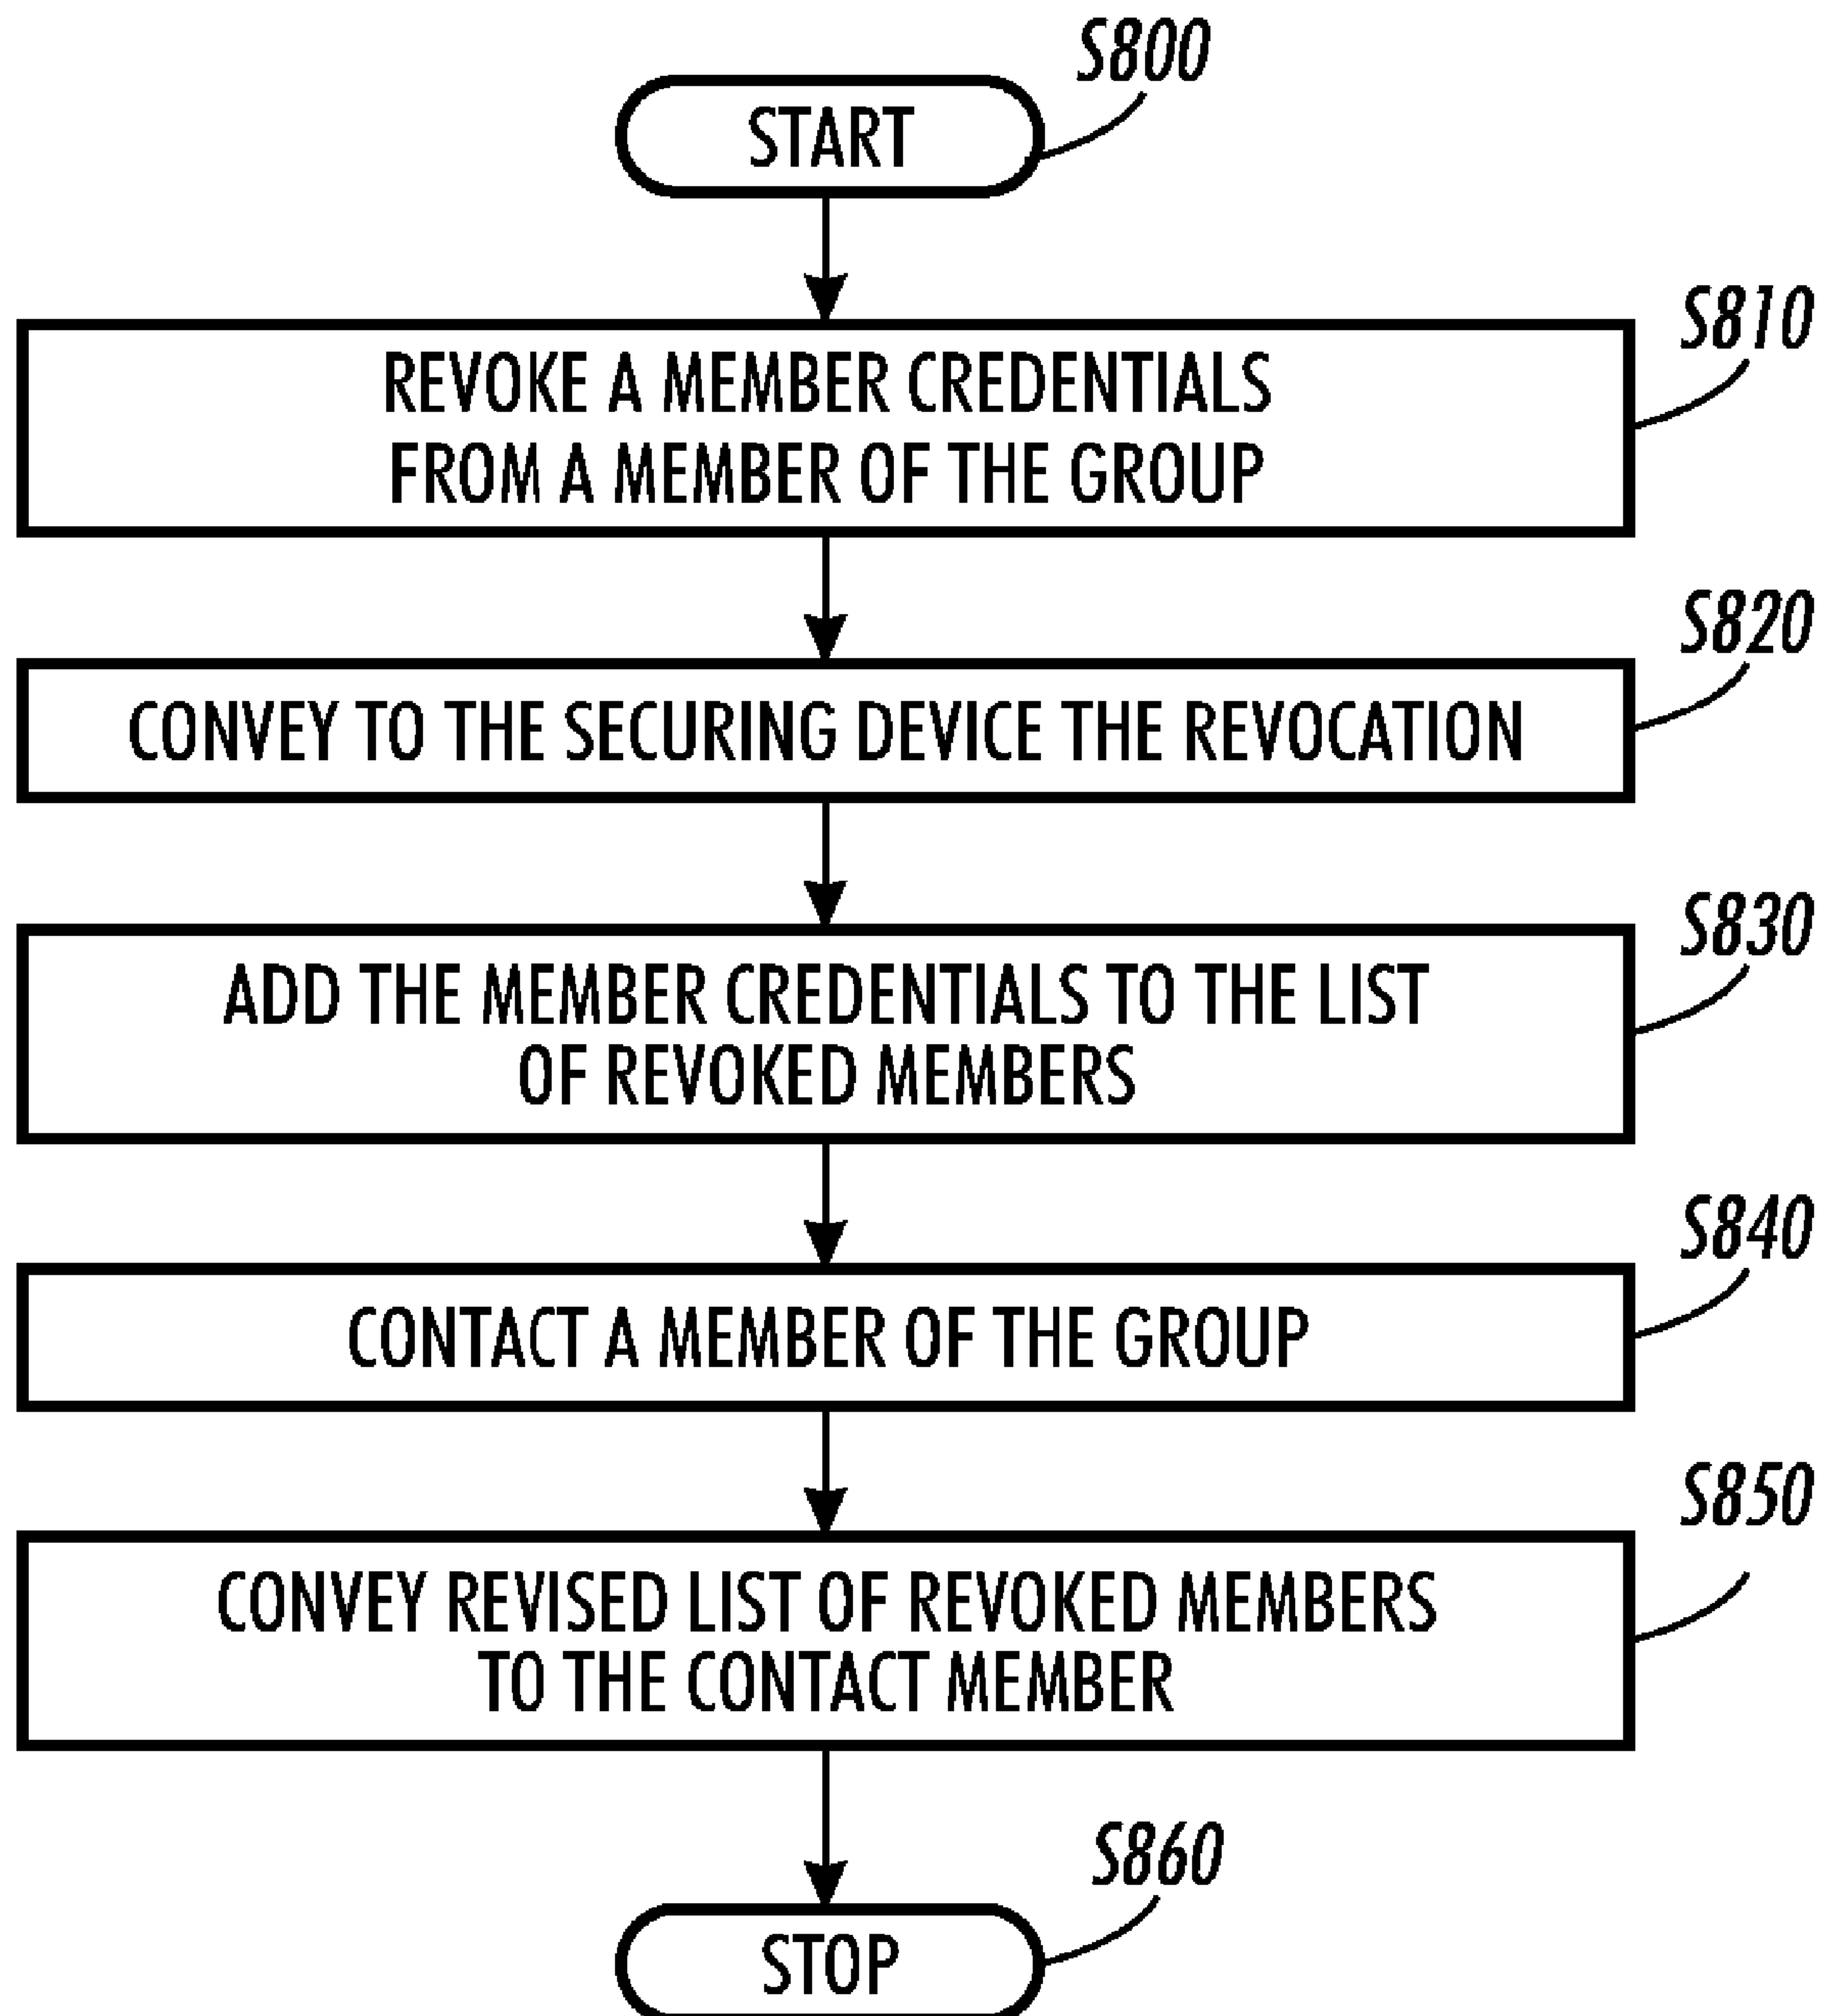 S800
START
S810
REVOKE A MEMBER CREDENTIALS
FROM A MEMBER OF THE GROUP
S820
CONVEY TO THE SECURING DEVICE THE REVOCATION
S830
ADD THE MEMBER CREDENTIALS TO THE LIST
OF REVOKED MEMBERS
S840
CONTACT A MEMBER OF THE GROUP
S850
CONVEY REVISED LIST OF REVOKED MEMBERS
TO THE CONTACT MEMBER
S860
STOP